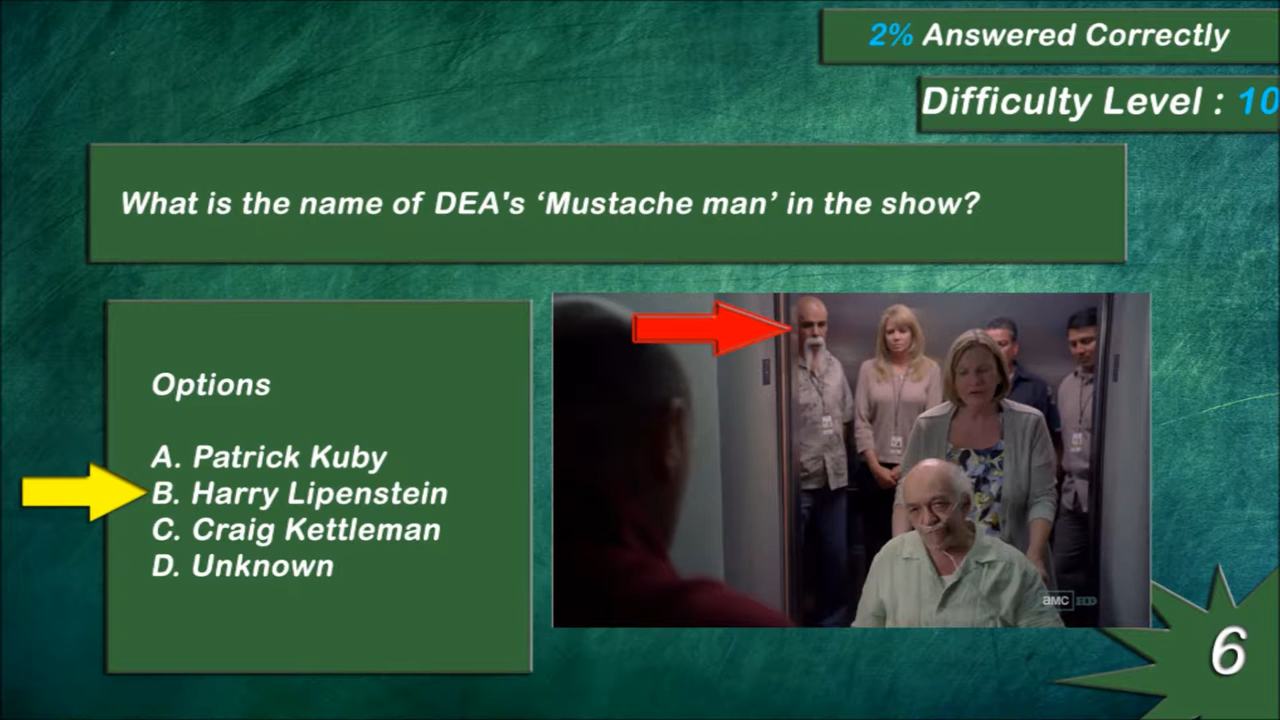 2% Answered Correctly
Difficulty Level : 10
What is the name of DEA's ‘Mustache man’ in the show?
Options
A. Patrick Kuby
B. Harry Lipenstein
C. Craig Kettleman
D. Unknown
amc HD
6